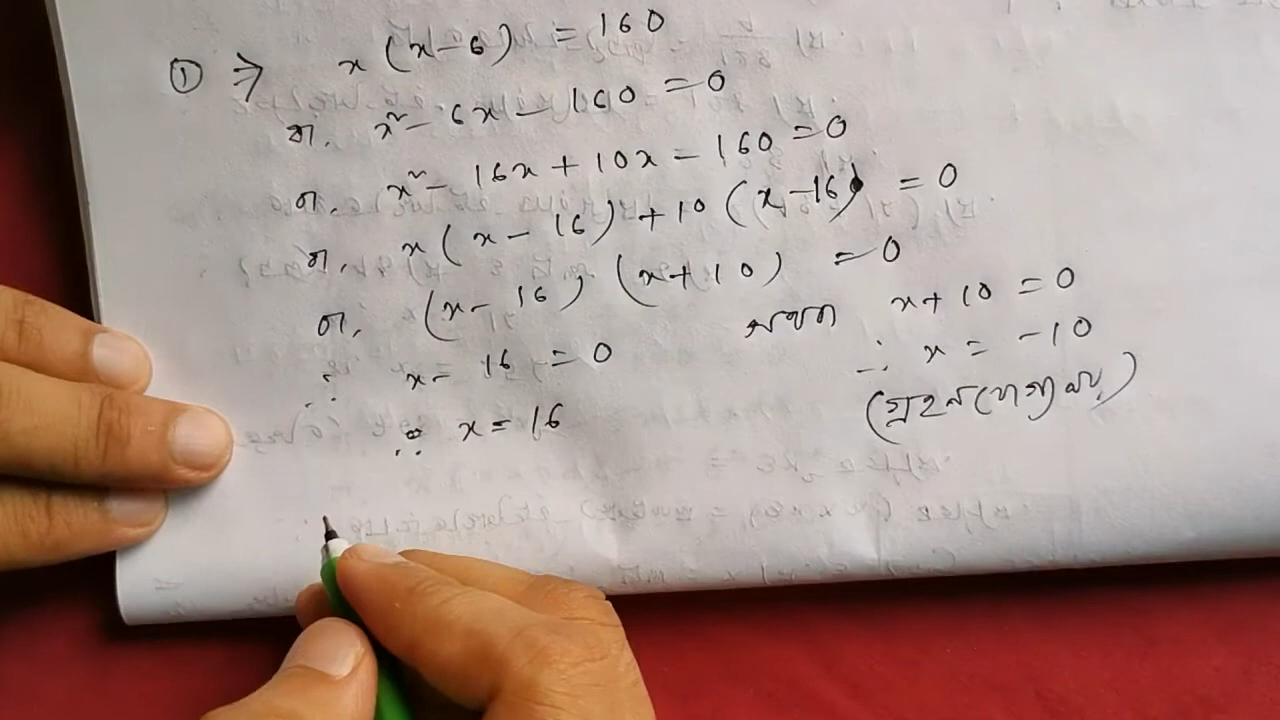 ① ⇒ x(x-6) = 160
বা, x² - 6x - 160 = 0
বা, x² - 16x + 10x - 160 = 0
বা, x(x - 16) + 10(x-16) = 0
বা, (x - 16) (x+10) = 0
∴ x - 16 = 0 অথবা x + 10 = 0
∴ x = 16 ∴ x = -10
(গ্রহনযোগ্য নয়)